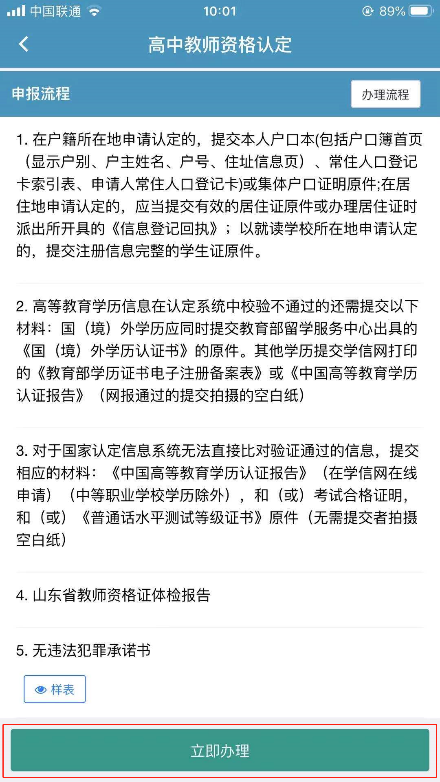 中国联通 10:01 89%
高中教师资格认定
申报流程 办理流程
1. 在户籍所在地申请认定的，提交本人户口本(包括户口簿首页
（显示户别、户主姓名、户号、住址信息页）、常住人口登记
卡索引表、申请人常住人口登记卡)或集体户口证明原件;在居
住地申请认定的，应当提交有效的居住证原件或办理居住证时
派出所开具的《信息登记回执》；以就读学校所在地申请认定
的，提交注册信息完整的学生证原件。
2. 高等教育学历信息在认定系统中校验不通过的还需提交以下
材料：国（境）外学历应同时提交教育部留学服务中心出具的
《国（境）外学历认证书》的原件。其他学历提交学信网打印
的《教育部学历证书电子注册备案表》或《中国高等教育学历
认证报告》（网报通过的提交拍摄的空白纸）
3. 对于国家认定信息系统无法直接比对验证通过的信息，提交
相应的材料：《中国高等教育学历认证报告》（在学信网在线
申请）（中等职业学校学历除外），和（或）考试合格证明，
和（或）《普通话水平测试等级证书》原件（无需提交者拍摄
空白纸）
4. 山东省教师资格证体检报告
5. 无违法犯罪承诺书
样表
立即办理